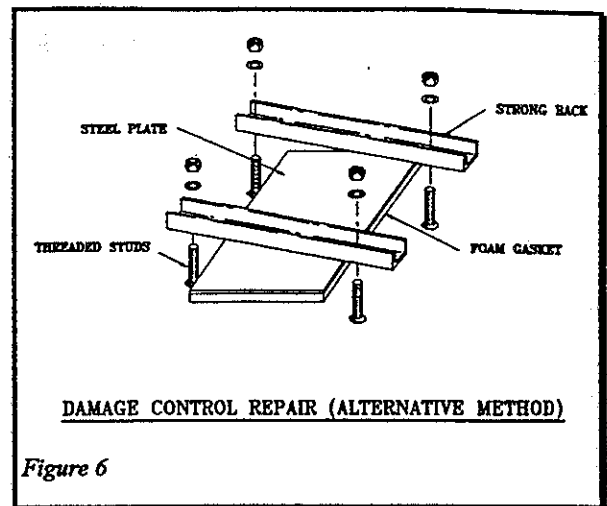 STRONG BACK
STEEL PLATE
THREADED STUDS
FOAM GASKET
DAMAGE CONTROL REPAIR (ALTERNATIVE METHOD)
Figure 6